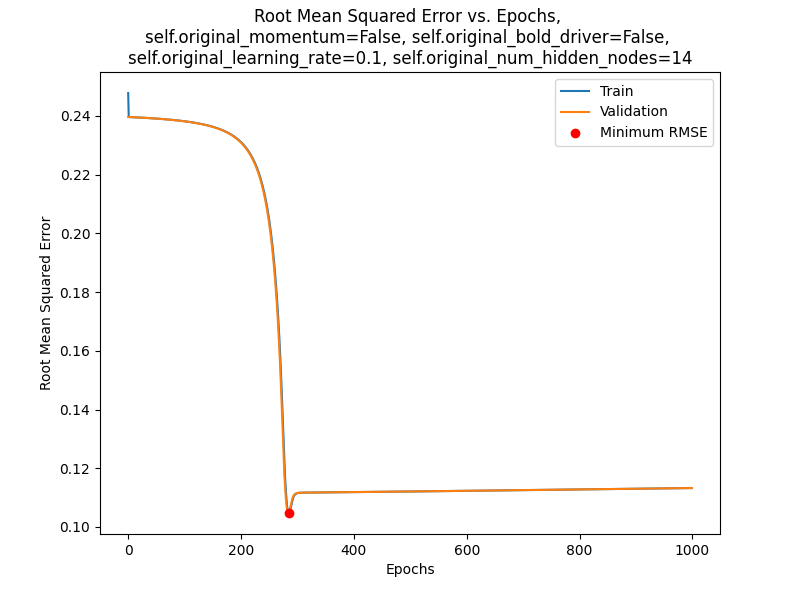 Root Mean Squared Error vs. Epochs,
self.original_momentum=False, self.original_bold_driver=False,
self.original_learning_rate=0.1, self.original_num_hidden_nodes=14
Train
Validation
Minimum RMSE
Root Mean Squared Error
0.24
0.22
0.20
0.18
0.16
0.14
0.12
0.10
0
200
400
600
800
1000
Epochs